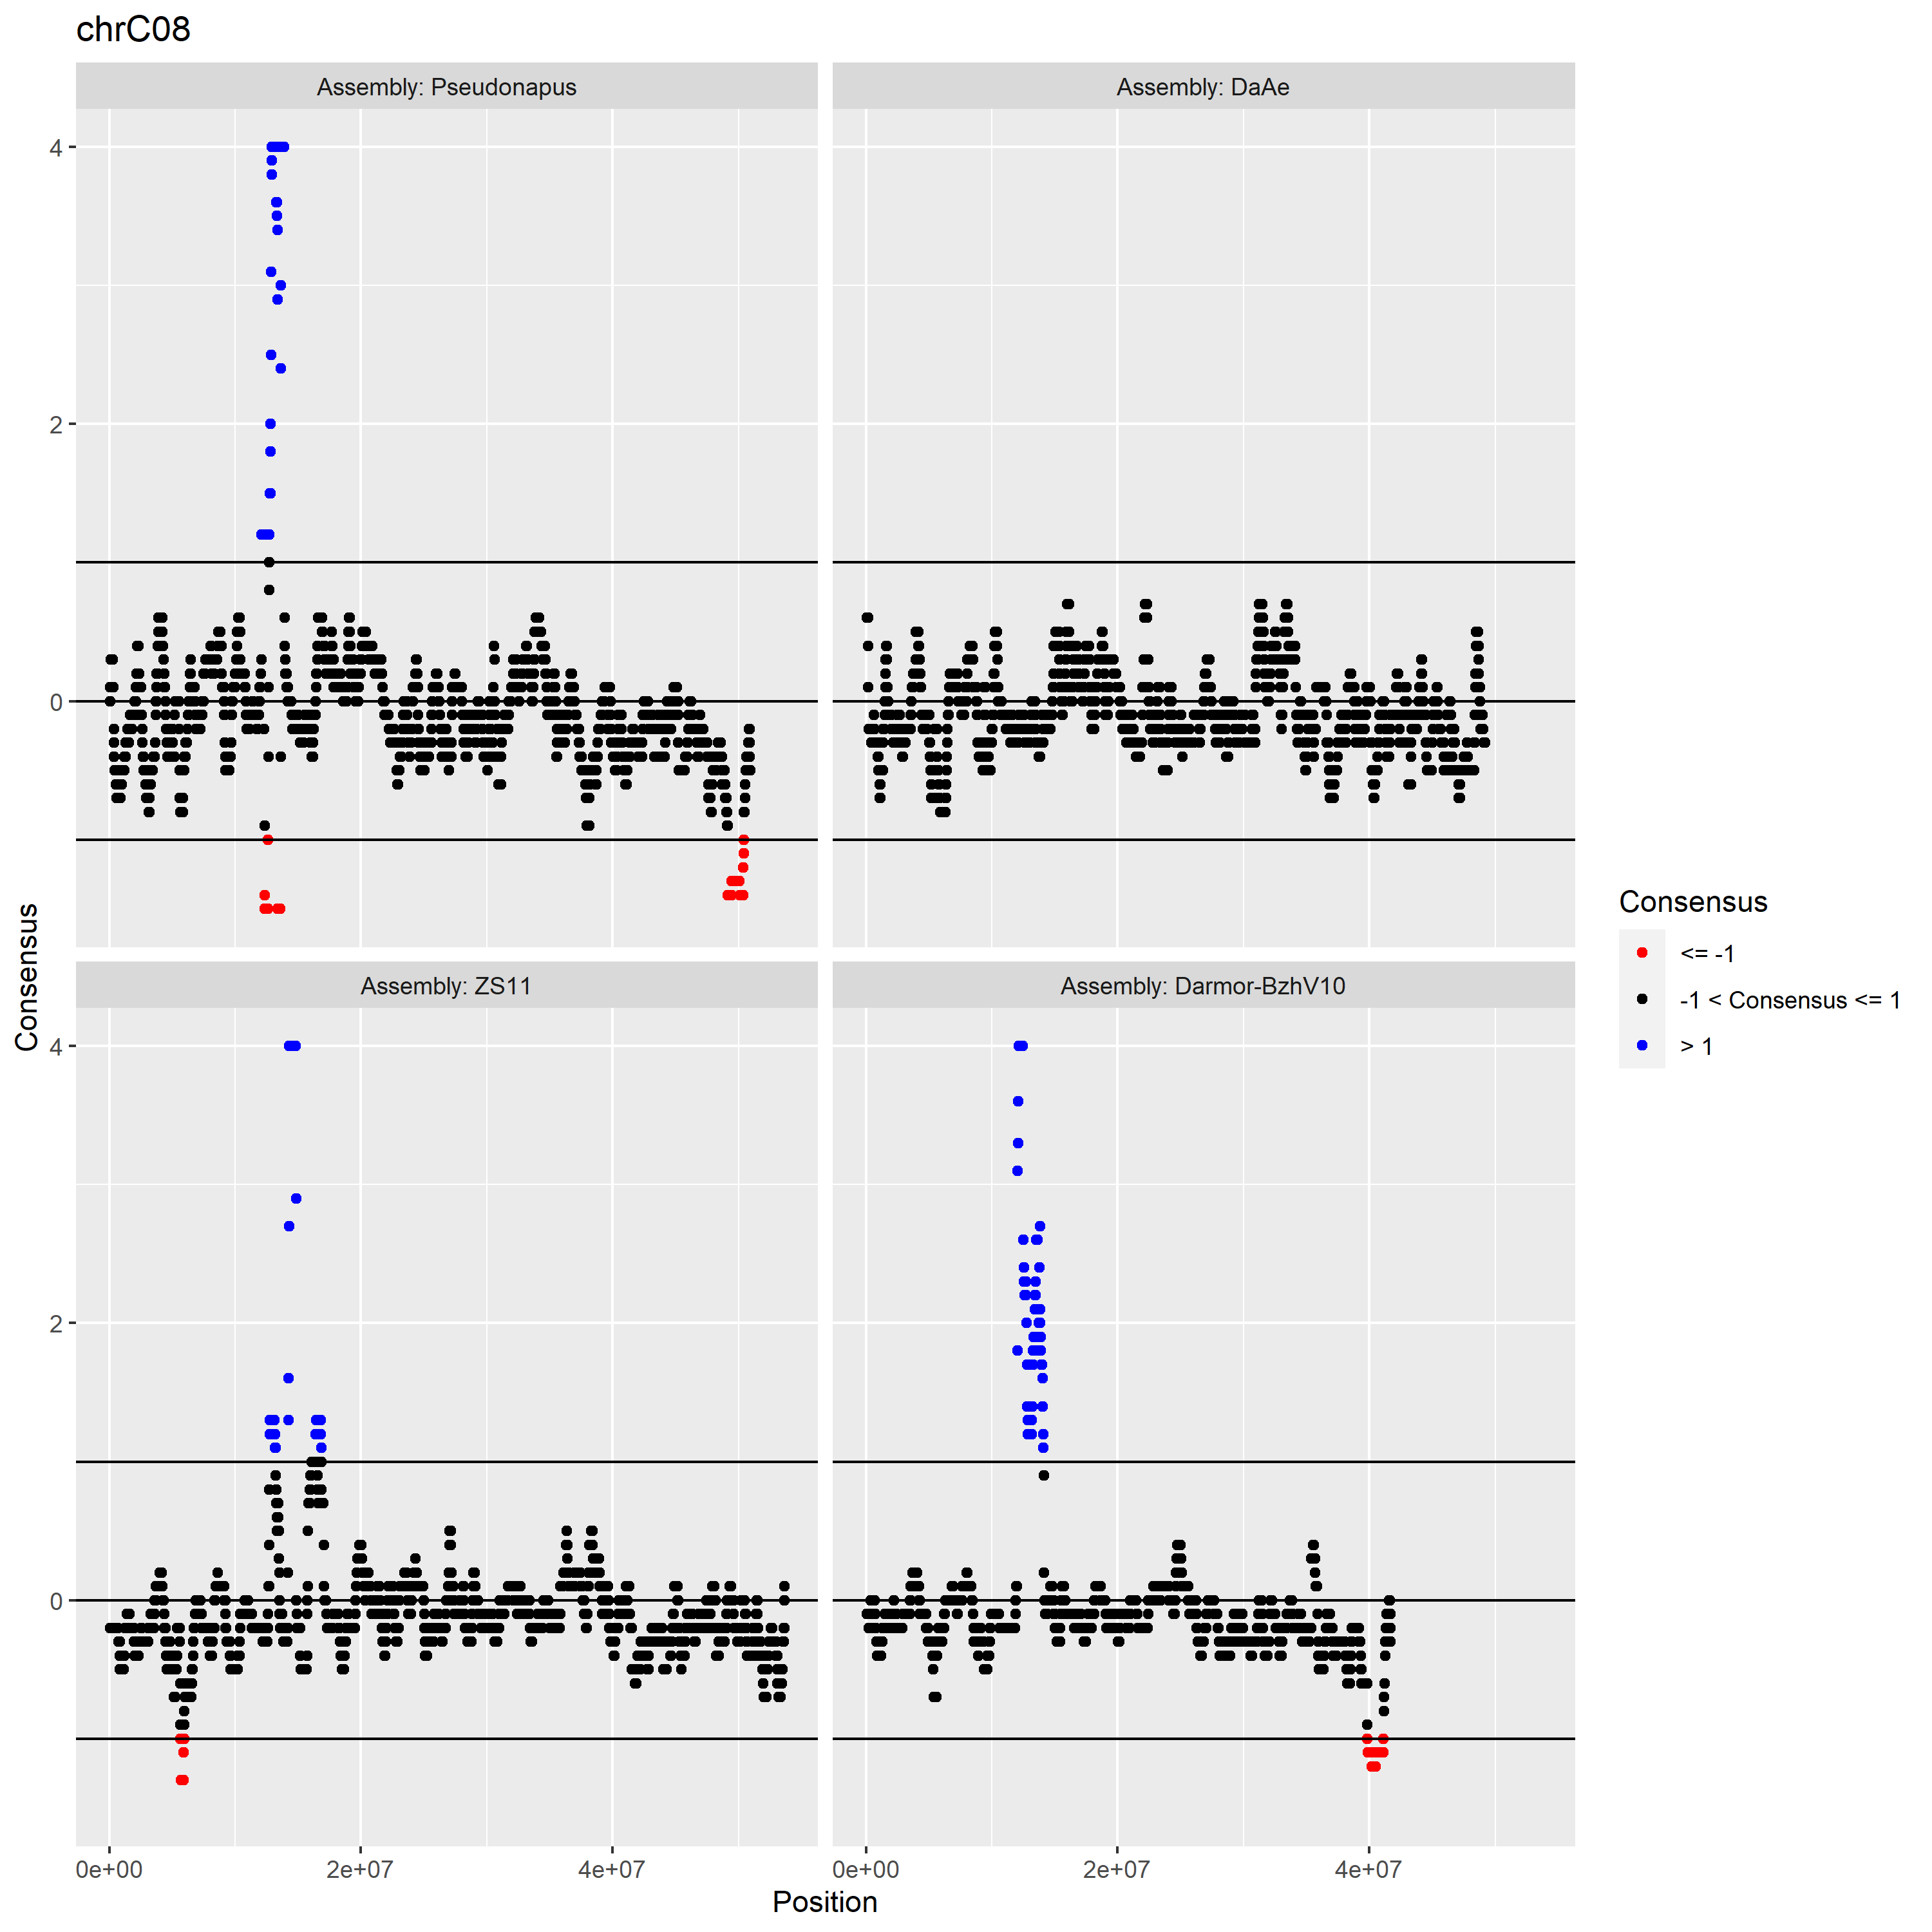 chrC08
Assembly: Pseudonapus
Assembly: DaAe
4
2
0
Consensus
Assembly: ZS11
Assembly: Darmor-BzhV10
4
2
0
0e+00
2e+07
4e+07
0e+00
2e+07
4e+07
Position
Consensus
<= -1
-1 < Consensus <= 1
> 1